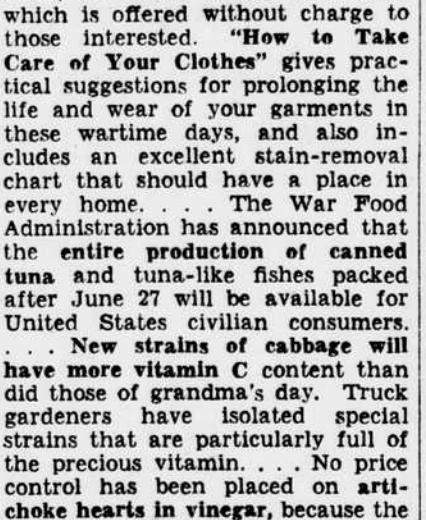 which is offered without charge to
those interested. "How to Take
Care of Your Clothes" gives prac-
tical suggestions for prolonging the
life and wear of your garments in
these wartime days, and also in-
cludes an excellent stain-removal
chart that should have a place in
every home. . . . The War Food
Administration has announced that
the entire production of canned
tuna and tuna-like fishes packed
after June 27 will be available for
United States civilian consumers.
. . . New strains of cabbage will
have more vitamin C content than
did those of grandma's day. Truck
gardeners have isolated special
strains that are particularly full of
the precious vitamin. . . . No price
control has been placed on arti-
choke hearts in vinegar, because the